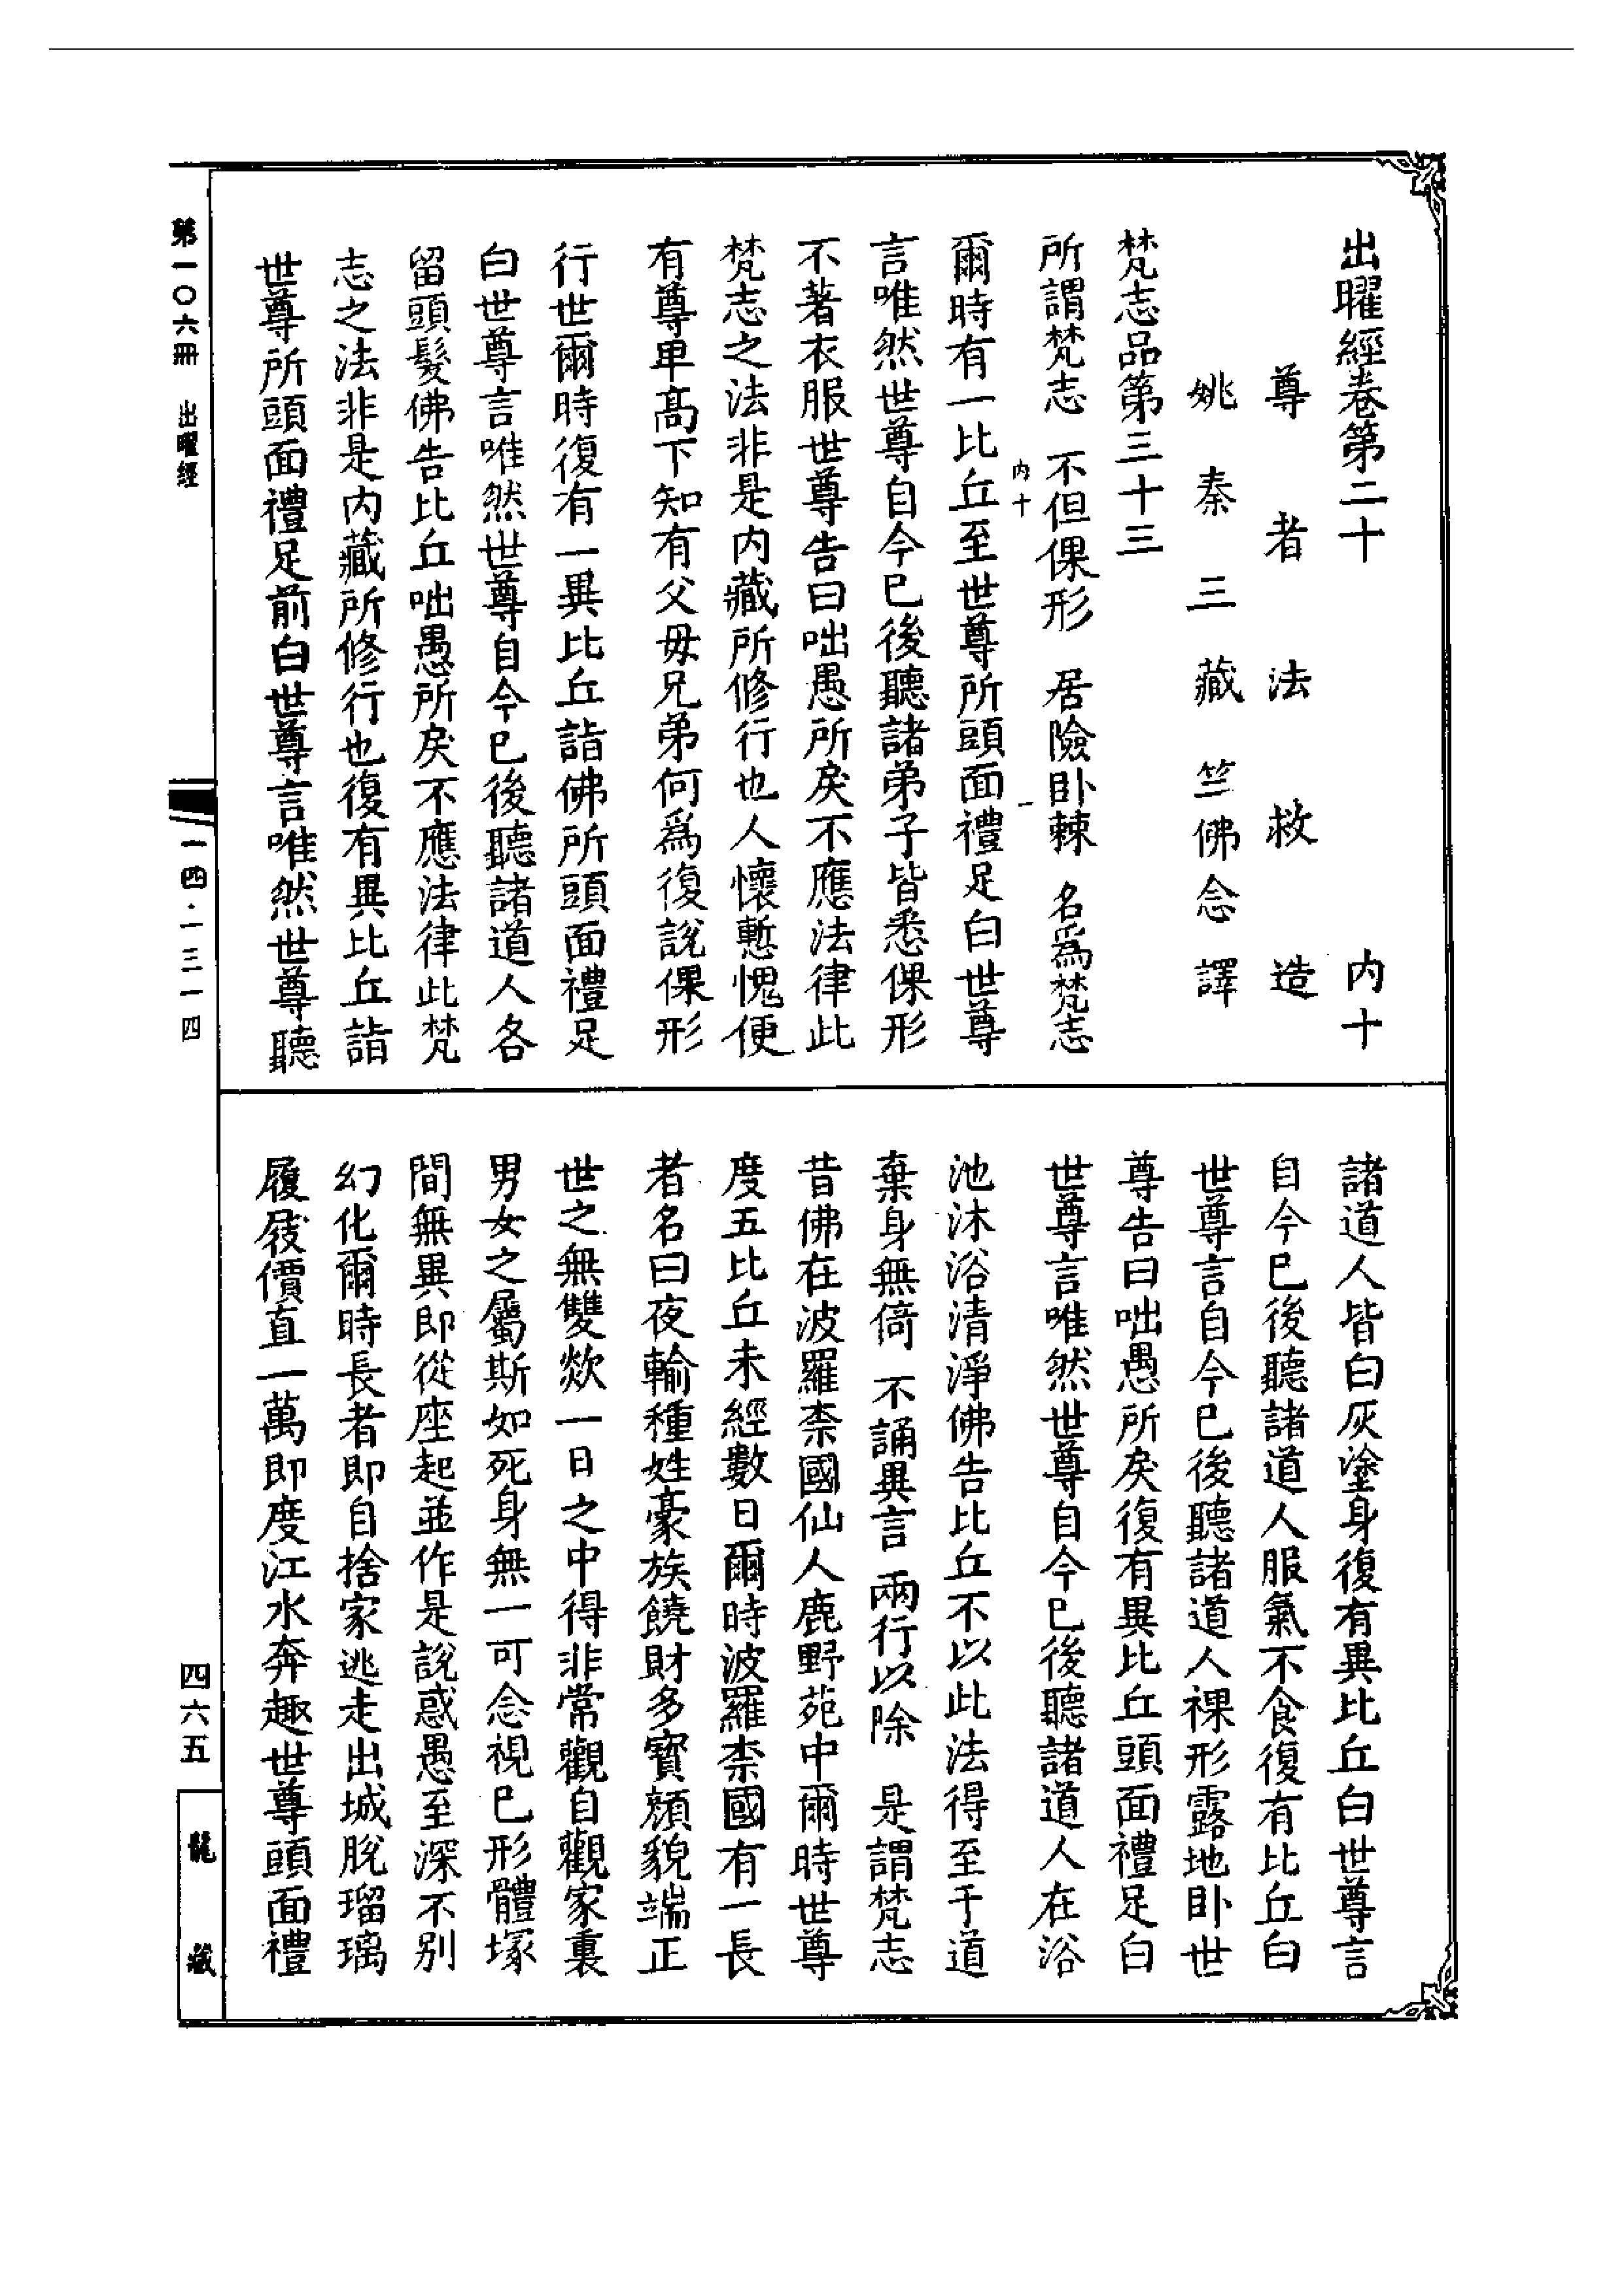 出曜經卷第二十　內十
尊者法救造
姚秦三藏竺佛念譯
梵志品第三十三
所謂梵志　不但倮形　居險臥棘　名為梵志
內十　一
爾時有一比丘至世尊所頭面禮足白世尊
言唯然世尊自今已後聽諸弟子皆悉倮形
不著衣服世尊告曰咄愚所戾不應法律此
梵志之法非是內藏所修行也人懷慙愧便
有尊卑高下知有父母兄弟何為復說倮形
行世爾時復有一異比丘詣佛所頭面禮足
白世尊言唯然世尊自今已後聽諸道人各
留頭髮佛告比丘咄愚所戾不應法律此梵
志之法非是內藏所修行也復有異比丘詣
世尊所頭面禮足前白世尊言唯然世尊聽
諸道人皆白灰塗身復有異比丘白世尊言
自今已後聽諸道人服氣不食復有比丘白
世尊言自今已後聽諸道人裸形露地臥世
尊告曰咄愚所戾復有異比丘頭面禮足白
世尊言唯然世尊自今已後聽諸道人在浴
池沐浴清淨佛告比丘不以此法得至于道
棄身無倚　不誦異言　兩行以除　是謂梵志
昔佛在波羅柰國仙人鹿野苑中爾時世尊
度五比丘未經數日爾時波羅柰國有一長
者名曰夜輸種姓豪族饒財多寶顏貌端正
世之無雙欻一日之中得非常觀自觀家裏
男女之屬斯如死身無一可念視已形體塚
間無異即從座起並作是說惑愚至深不別
幻化爾時長者即自捨家逃走出城脫瑠璃
履屐價直一萬即度江水奔趣世尊頭面禮
第一〇六冊　出曜經
一四·一三一四
四六五
龍藏